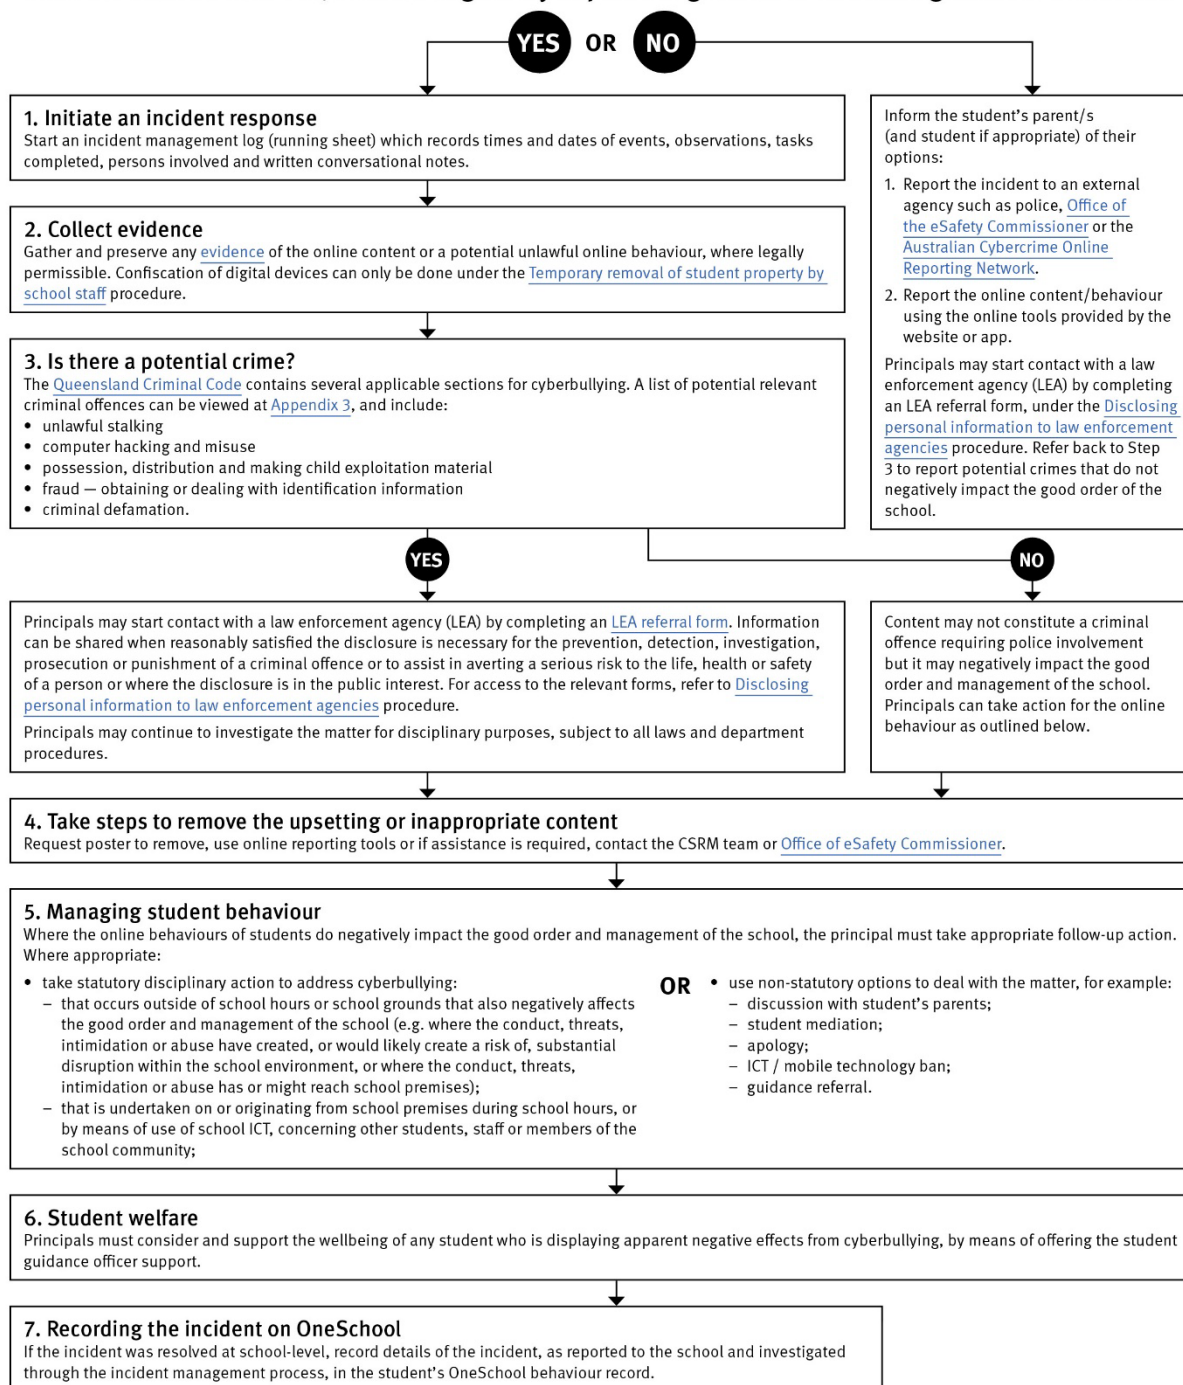 YES OR NO
1. Initiate an incident response
Start an incident management log (running sheet) which records times and dates of events, observations, tasks
completed, persons involved and written conversational notes.
Inform the student's parent/s
(and student if appropriate) of their
options:
1. Report the incident to an external
agency such as police, Office of
the eSafety Commissioner or the
Australian Cybercrime Online
Reporting Network.
2. Report the online content/behaviour
using the online tools provided by the
website or app.
Principals may start contact with a law
enforcement agency (LEA) by completing
an LEA referral form, under the Disclosing
personal information to law enforcement
agencies procedure. Refer back to Step
3 to report potential crimes that do not
negatively impact the good order of the
school.
2. Collect evidence
Gather and preserve any evidence of the online content or a potential unlawful online behaviour, where legally
permissible. Confiscation of digital devices can only be done under the Temporary removal of student property by
school staff procedure.
3. Is there a potential crime?
The Queensland Criminal Code contains several applicable sections for cyberbullying. A list of potential relevant
criminal offences can be viewed at Appendix 3, and include:
• unlawful stalking
• computer hacking and misuse
• possession, distribution and making child exploitation material
• fraud — obtaining or dealing with identification information
• criminal defamation.
YES
NO
Principals may start contact with a law enforcement agency (LEA) by completing an LEA referral form. Information
can be shared when reasonably satisfied the disclosure is necessary for the prevention, detection, investigation,
prosecution or punishment of a criminal offence or to assist in averting a serious risk to the life, health or safety
of a person or where the disclosure is in the public interest. For access to the relevant forms, refer to Disclosing
personal information to law enforcement agencies procedure.
Principals may continue to investigate the matter for disciplinary purposes, subject to all laws and department
procedures.
Content may not constitute a criminal
offence requiring police involvement
but it may negatively impact the good
order and management of the school.
Principals can take action for the online
behaviour as outlined below.
4. Take steps to remove the upsetting or inappropriate content
Request poster to remove, use online reporting tools or if assistance is required, contact the CSRM team or Office of eSafety Commissioner.
5. Managing student behaviour
Where the online behaviours of students do negatively impact the good order and management of the school, the principal must take appropriate follow-up action.
Where appropriate:
• take statutory disciplinary action to address cyberbullying:
– that occurs outside of school hours or school grounds that also negatively affects
the good order and management of the school (e.g. where the conduct, threats,
intimidation or abuse have created, or would likely create a risk of, substantial
disruption within the school environment, or where the conduct, threats,
intimidation or abuse has or might reach school premises);
– that is undertaken on or originating from school premises during school hours, or
by means of use of school ICT, concerning other students, staff or members of the
school community;
OR
• use non-statutory options to deal with the matter, for example:
– discussion with student's parents;
– student mediation;
– apology;
– ICT / mobile technology ban;
– guidance referral.
6. Student welfare
Principals must consider and support the wellbeing of any student who is displaying apparent negative effects from cyberbullying, by means of offering the student
guidance officer support.
7. Recording the incident on OneSchool
If the incident was resolved at school-level, record details of the incident, as reported to the school and investigated
through the incident management process, in the student's OneSchool behaviour record.